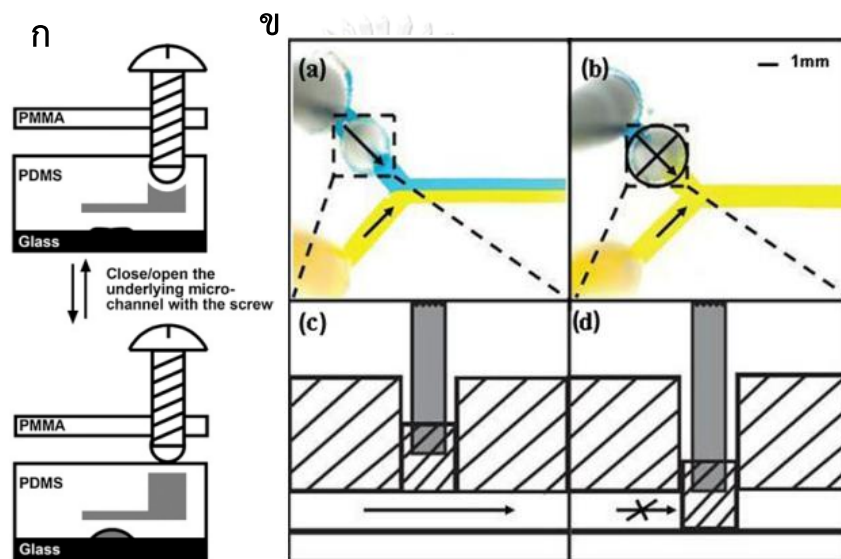 ก
PMMA
PDMS
Glass
Close/open the
underlying micro-
channel with the screw
PMMA
PDMS
Glass
ข
(a)
(b)
1mm
(c)
(d)